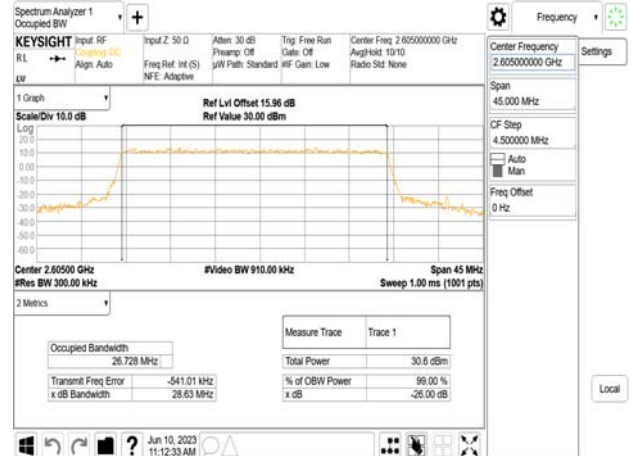 Spectrum Analyzer 1
Occupied BW
Frequency
KEYSIGHT
Input: RF
Coupling: DC
Align: Auto
RL
LVI
Input Z: 50 Ω
Freq Ref: Int (S)
NFE: Adaptive
Atten: 30 dB
Preamp: Off
µW Path: Standard
Trig: Free Run
Gate: Off
#IF Gain: Low
Center Freq: 2.605000000 GHz
Avg|Hold: 10/10
Radio Std: None
Center Frequency
2.605000000 GHz
Settings
Span
45.000 MHz
CF Step
4.500000 MHz
Auto
Man
Freq Offset
0 Hz
Local
1 Graph
Scale/Div 10.0 dB
Ref Lvl Offset 15.96 dB
Ref Value 30.00 dBm
Log
20.0
10.0
0.00
-10.0
-20.0
-30.0
-40.0
-50.0
-60.0
Center 2.60500 GHz
#Res BW 300.00 kHz
#Video BW 910.00 kHz
Span 45 MHz
Sweep 1.00 ms (1001 pts)
2 Metrics
Measure Trace Trace 1
Occupied Bandwidth
26.728 MHz
Total Power 30.6 dBm
Transmit Freq Error -541.01 kHz
% of OBW Power 99.00 %
x dB Bandwidth 28.63 MHz
x dB -26.00 dB
Jun 10, 2023
11:12:33 AM